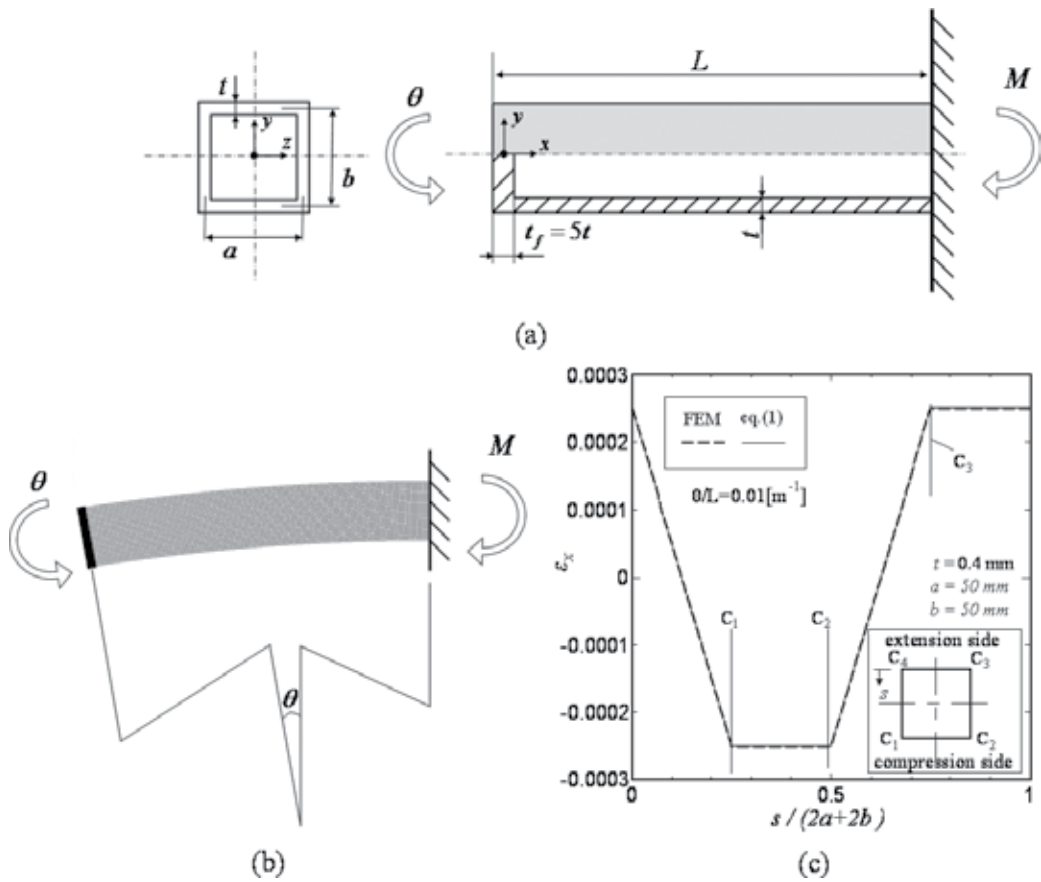 L
M
θ
t
y
z
b
a
y
x
t_f = 5t
t
(a)
θ
M
θ
(b)
0.0003
0.0002
0.0001
0
-0.0001
-0.0002
-0.0003
ε_x
FEM eq.(1)
θ/L=0.01[m⁻¹]
C₃
t = 0.4 mm
a = 50 mm
b = 50 mm
C₁
C₂
extension side
C₄ C₃
s
C₁ C₂
compression side
0 0.5 1
s / (2a+2b)
(c)